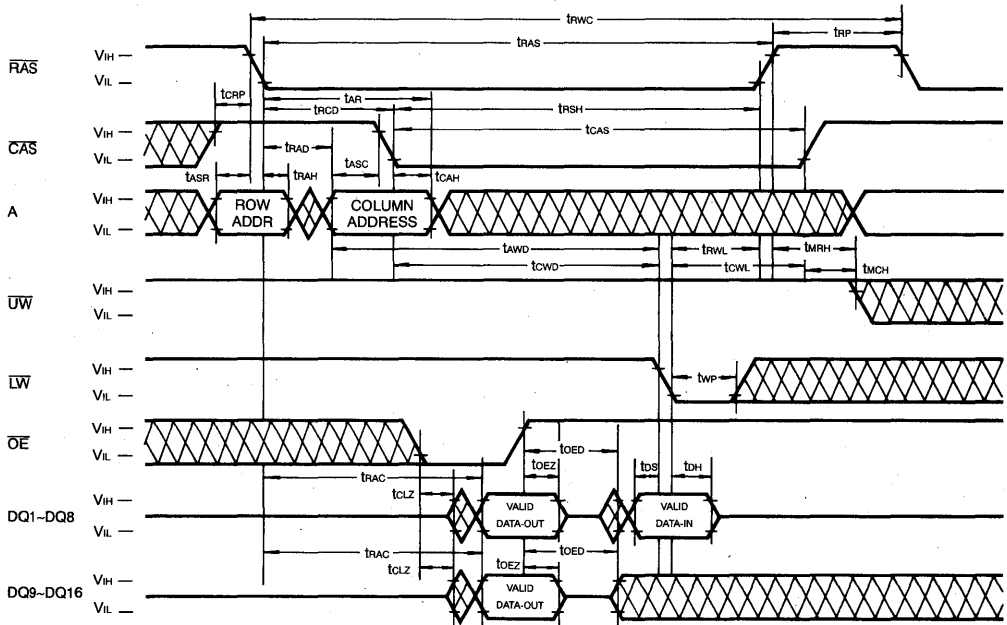 tRWC
tRAS tRP
RAS VIH
VIL
tCRP tAR
tRCD tRSH
CAS VIH
VIL
tCAS
tRAD tASC
tASR tRAH tCAH
A VIH
VIL
ROW ADDR
COLUMN ADDRESS
tAWD tRWL tMRH
tCWD tCWL tMCH
UW VIH
VIL
LW VIH
VIL
tWP
OE VIH
VIL
tOED
tOEZ tDS tDH
tRAC
tCLZ
DQ1~DQ8 VIH
VIL
VALID DATA-OUT
VALID DATA-IN
tRAC tOED
tCLZ tOEZ
DQ9~DQ16 VIH
VIL
VALID DATA-OUT